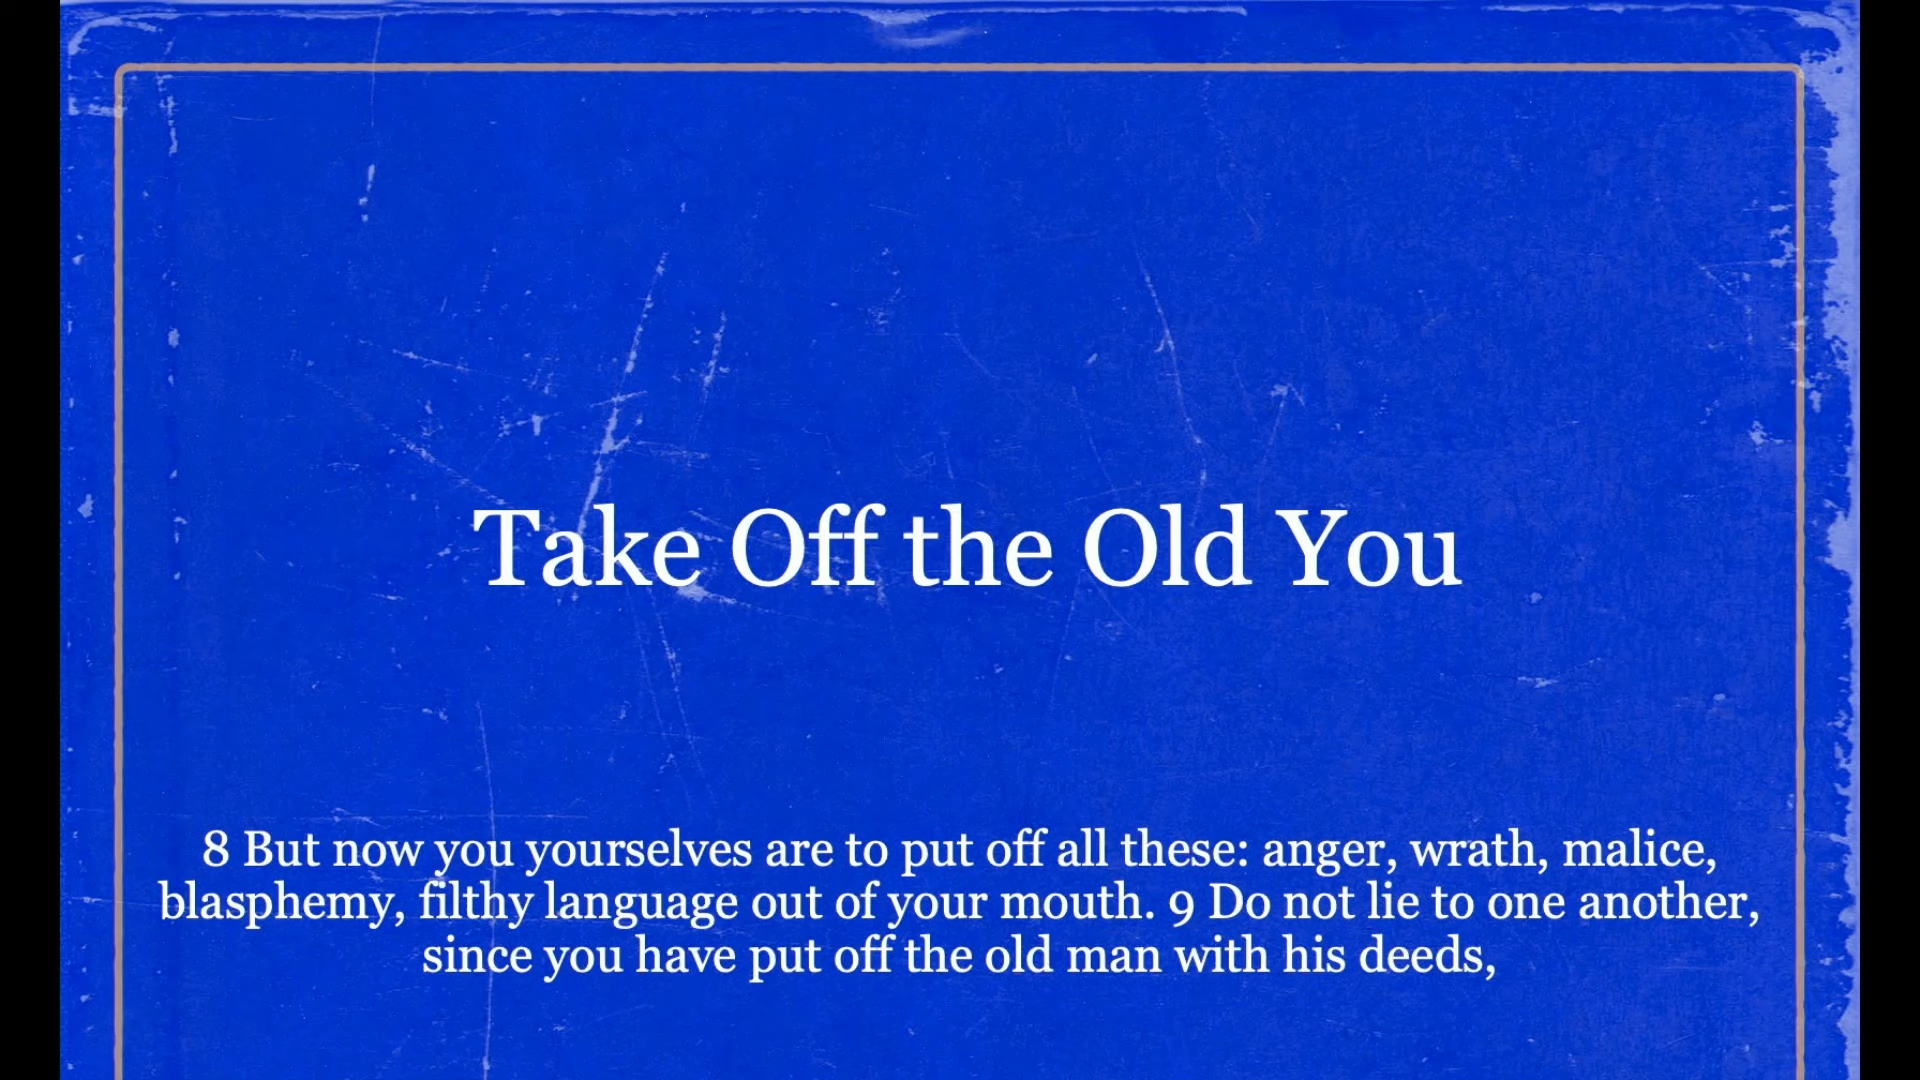 Take Off the Old You
8 But now you yourselves are to put off all these: anger, wrath, malice,
blasphemy, filthy language out of your mouth. 9 Do not lie to one another,
since you have put off the old man with his deeds,